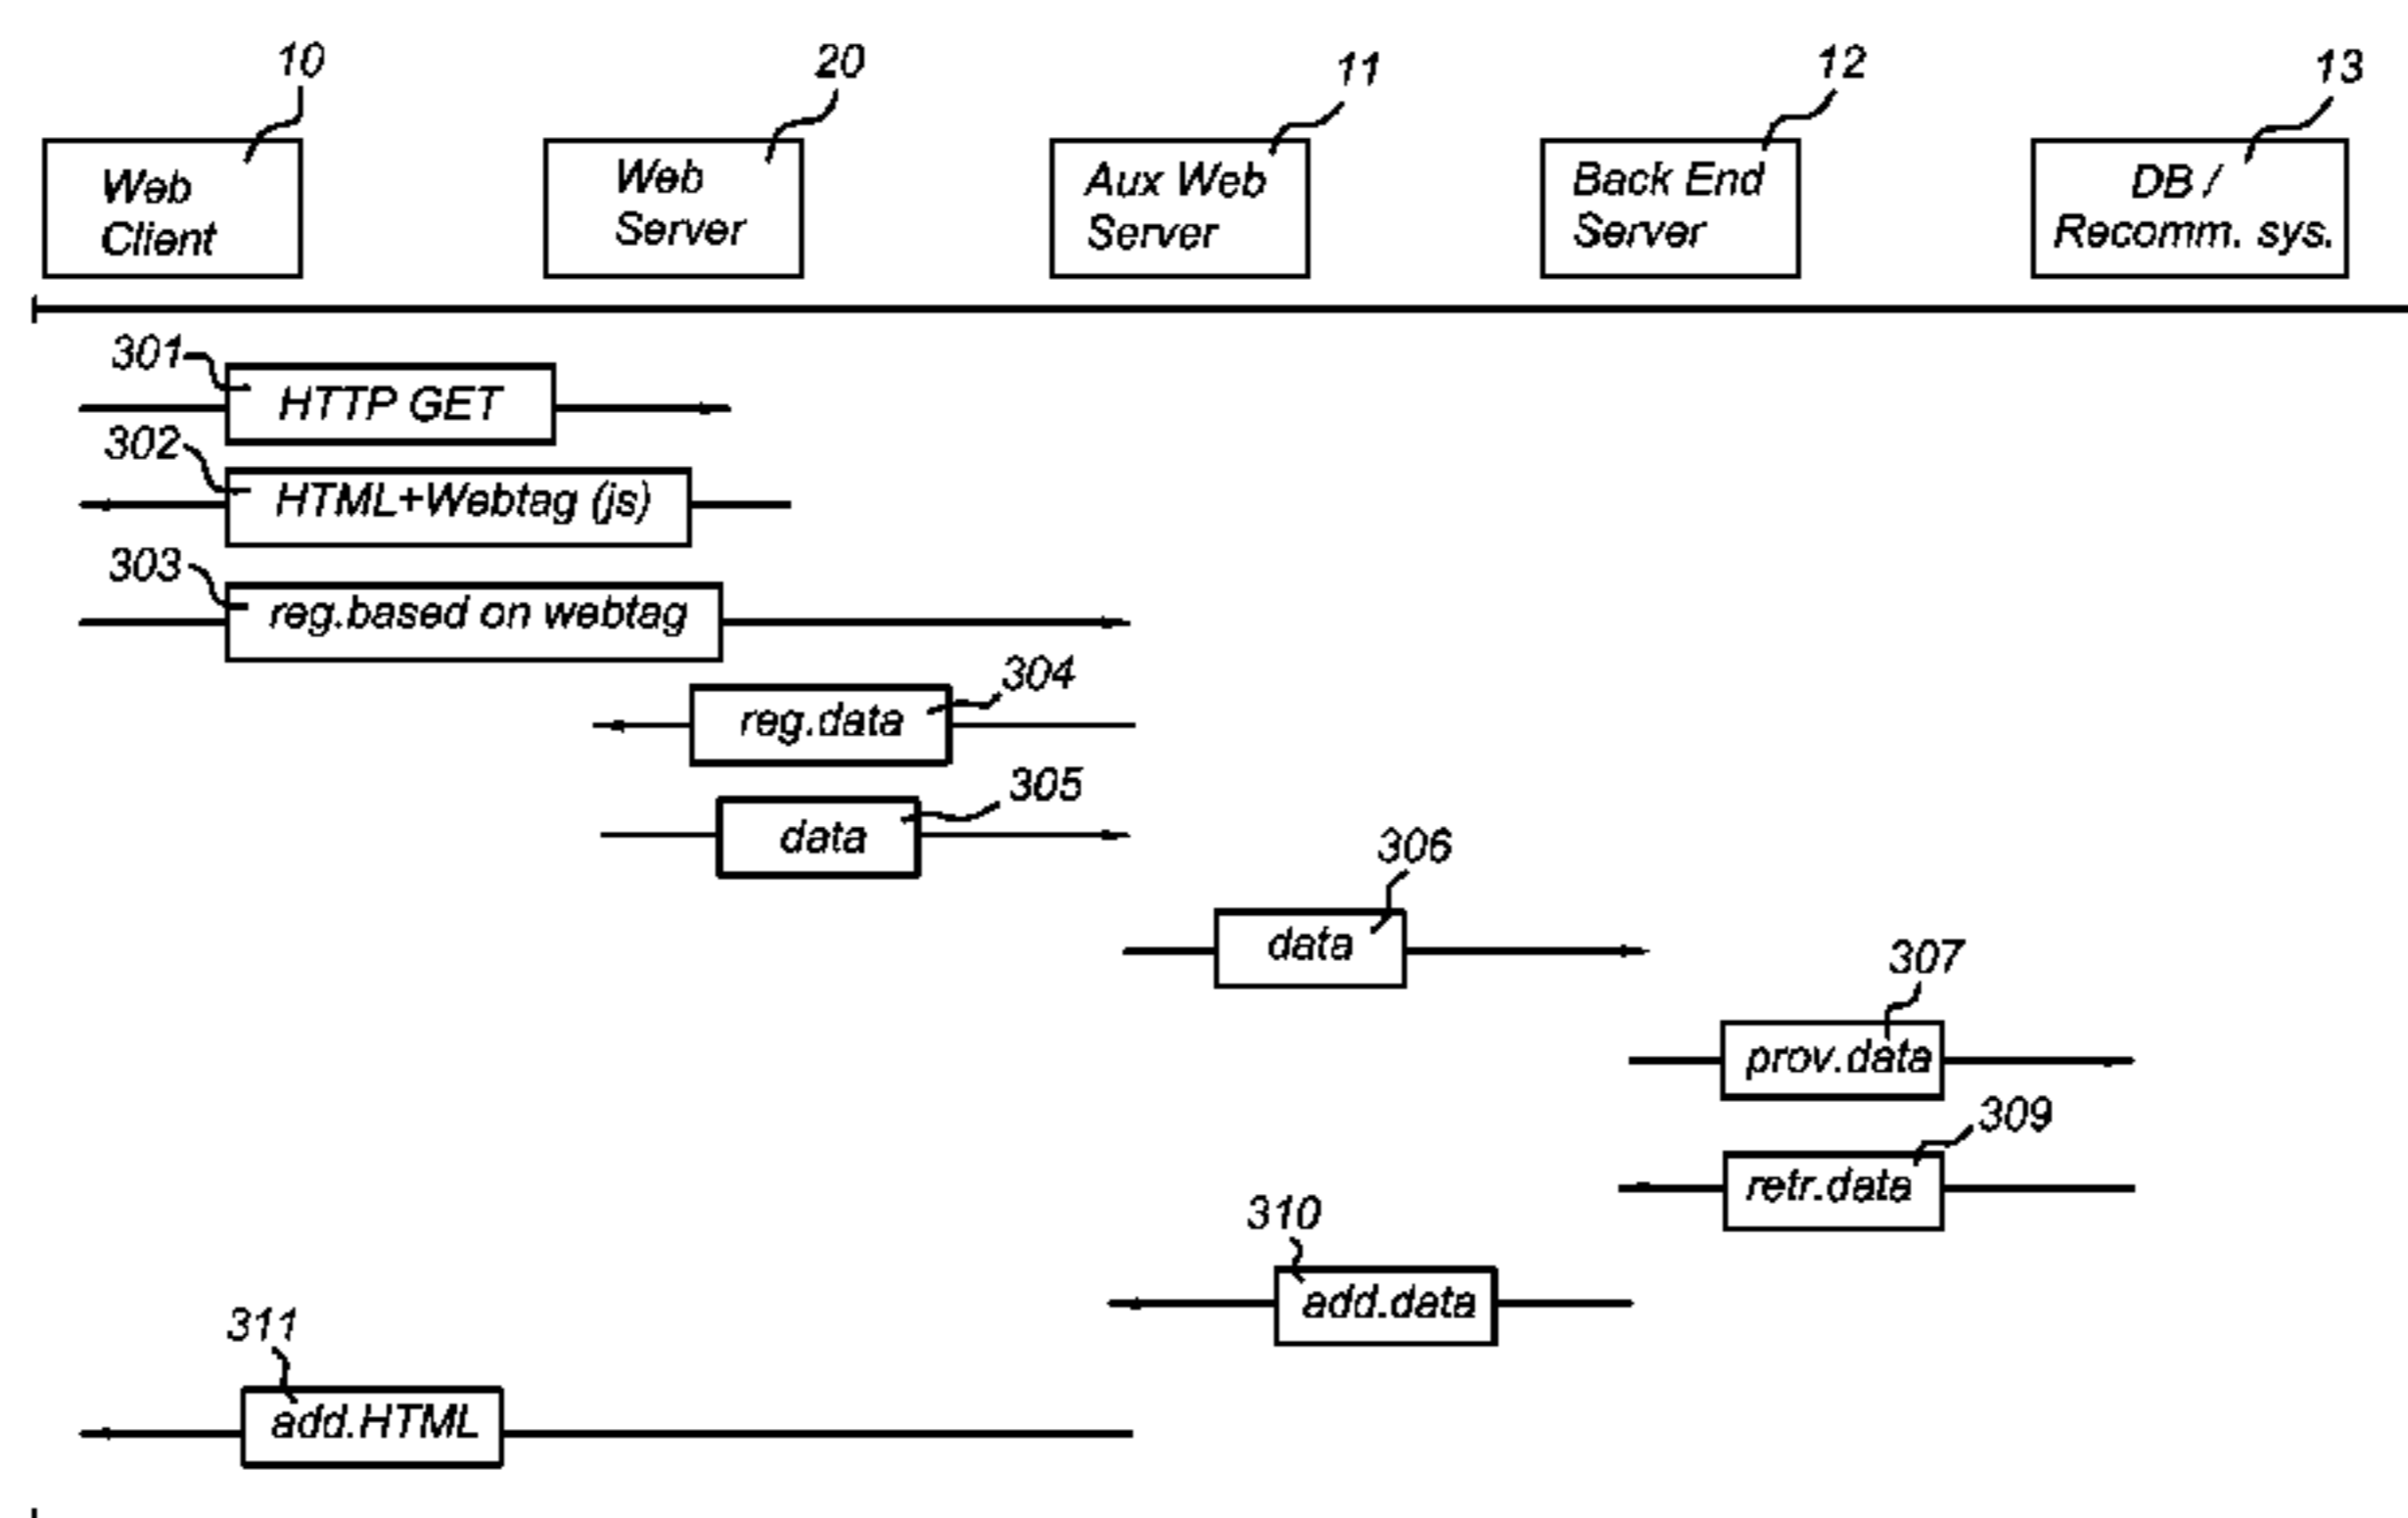 10
20
11
12
13
Web
Client
Web
Server
Aux Web
Server
Back End
Server
DB /
Recomm. sys.
301
HTTP GET
302
HTML+Webtag (js)
303
reg.based on webtag
304
reg.data
305
data
306
data
307
prov.data
309
retr.data
310
add.data
311
add.HTML